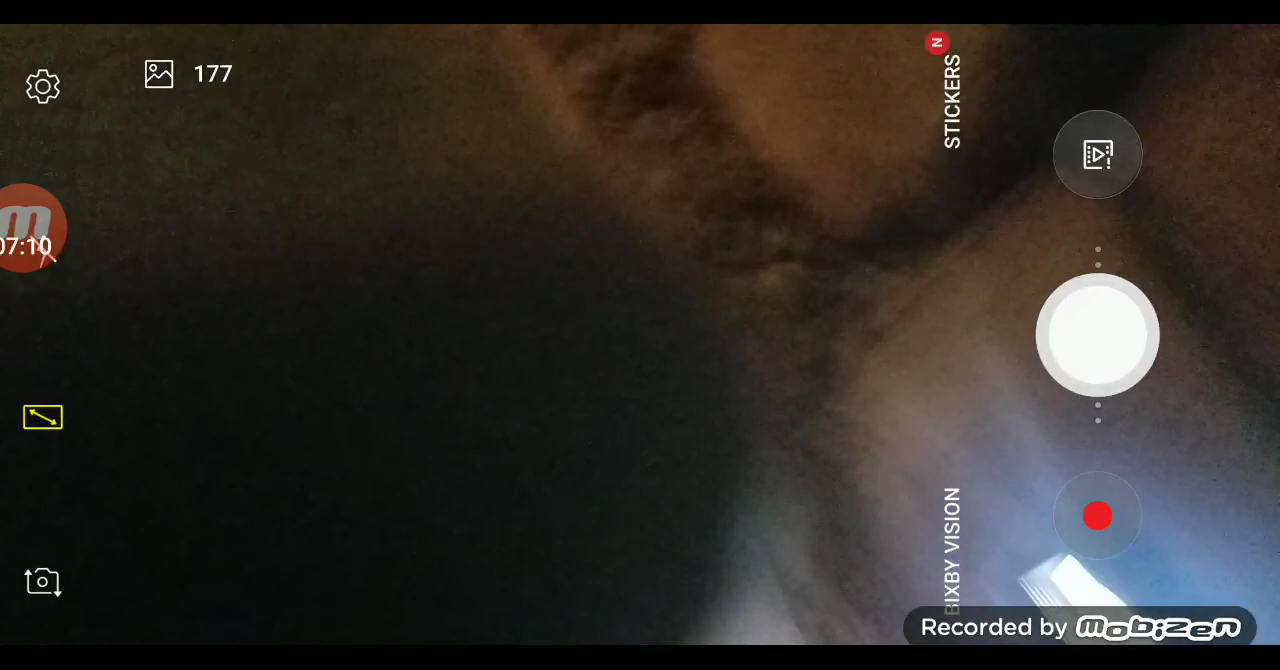 177
N
STICKERS
07:10
BIXBY VISION
Recorded by mobizen